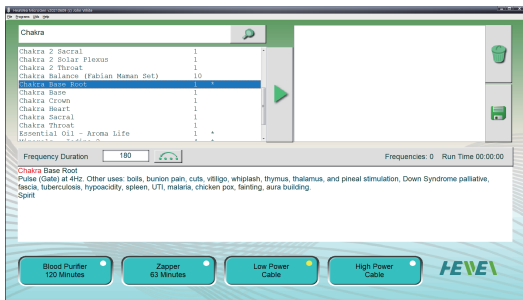 File Programs Utils Help
Chakra
Chakra 2 Sacral 1
Chakra 2 Solar Plexus 1
Chakra 2 Throat 1
Chakra Balance (Fabian Maman Set) 10
Chakra Base Root 1 *
Chakra Base 1
Chakra Crown 1
Chakra Heart 1
Chakra Sacral 1
Chakra Throat 1
Essential Oil - Aroma Life 1 *
Frequency Duration 180 Frequencies: 0 Run Time 00:00:00
Chakra Base Root
Pulse (Gate) at 4Hz. Other uses: boils, bunion pain, cuts, vitiligo, whiplash, thymus, thalamus, and pineal stimulation, Down Syndrome palliative,
fascia, tuberculosis, hypoacidity, spleen, UTI, malaria, chicken pox, fainting, aura building.
Spirit
Blood Purifier Zapper Low Power High Power
120 Minutes 63 Minutes Cable Cable